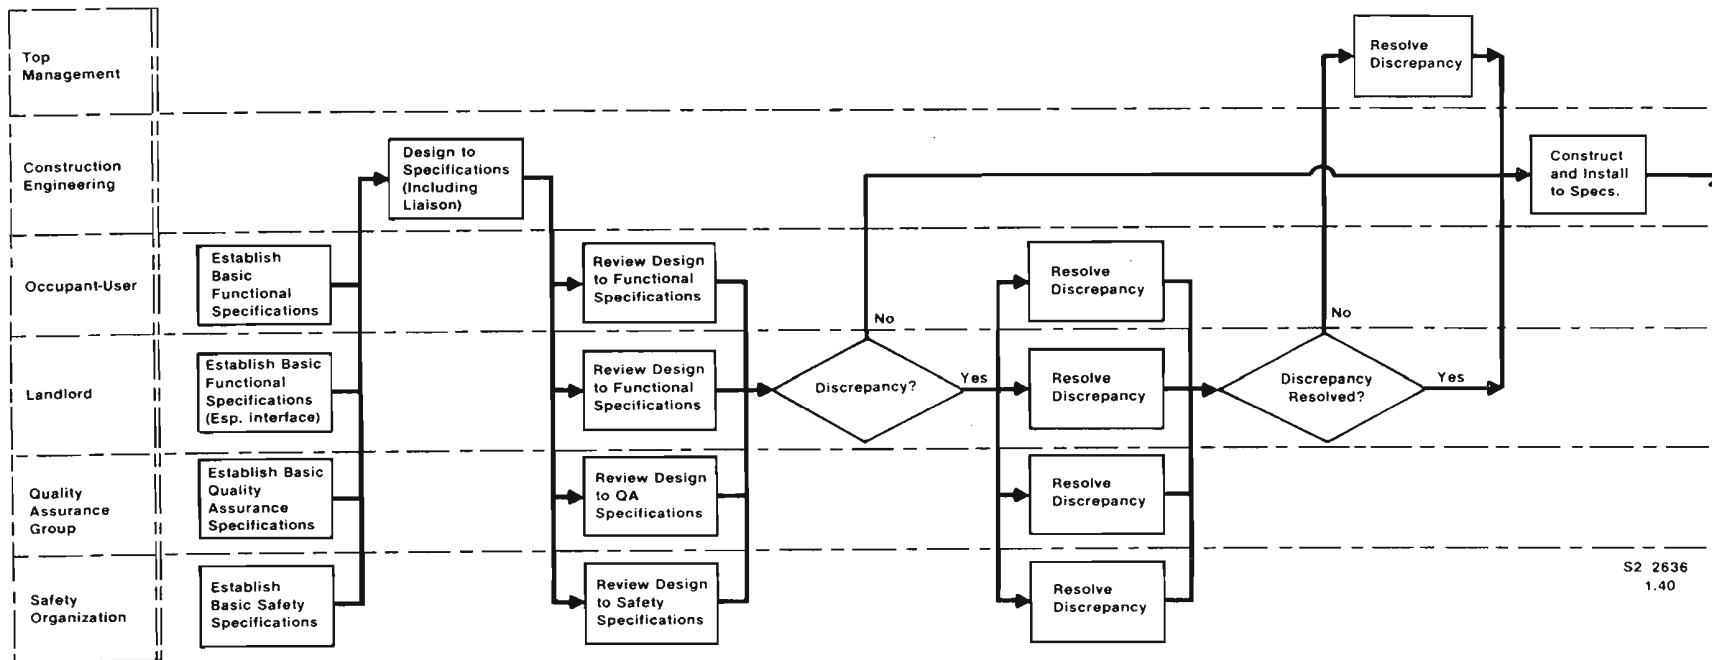 Top
Management
Resolve
Discrepancy
Construction
Engineering
Design to
Specifications
(Including
Liaison)
Construct
and Install
to Specs.
Occupant-User
Establish
Basic
Functional
Specifications
Review Design
to Functional
Specifications
No
Resolve
Discrepancy
No
Landlord
Establish Basic
Functional
Specifications
(Esp. interface)
Review Design
to Functional
Specifications
Discrepancy?
Yes
Resolve
Discrepancy
Discrepancy
Resolved?
Yes
Quality
Assurance
Group
Establish Basic
Quality
Assurance
Specifications
Review Design
to QA
Specifications
Resolve
Discrepancy
Safety
Organization
Establish
Basic Safety
Specifications
Review Design
to Safety
Specifications
Resolve
Discrepancy
S2 2636
1.40